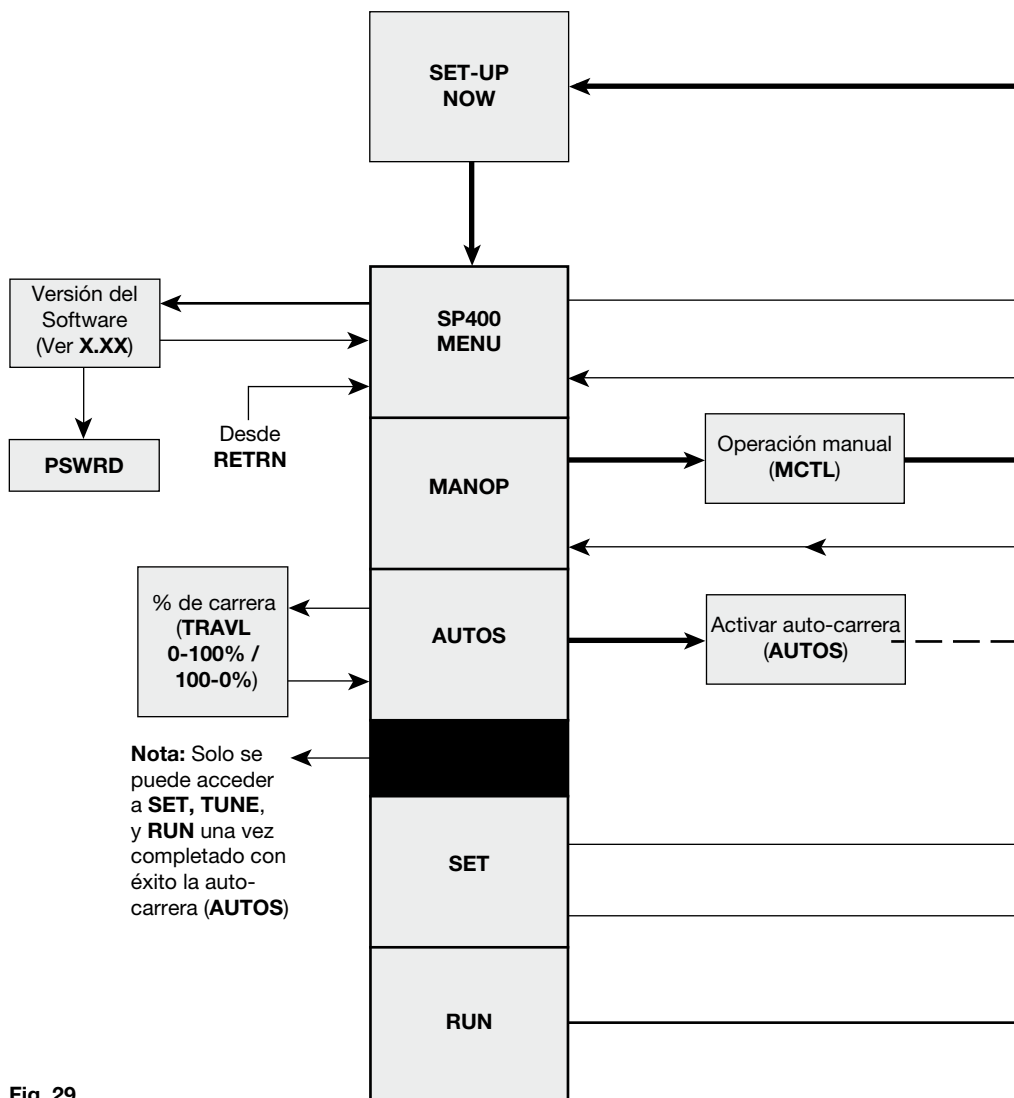 SET-UP
NOW
Versión del
Software
(Ver X.XX)
SP400
MENU
PSWRD
Desde
RETRN
MANOP
Operación manual
(MCTL)
% de carrera
(TRAVL
0-100% /
100-0%)
AUTOS
Activar auto-carrera
(AUTOS)
Nota: Solo se
puede acceder
a SET, TUNE,
y RUN una vez
completado con
éxito la auto-
carrera (AUTOS)
SET
RUN
Fig. 29